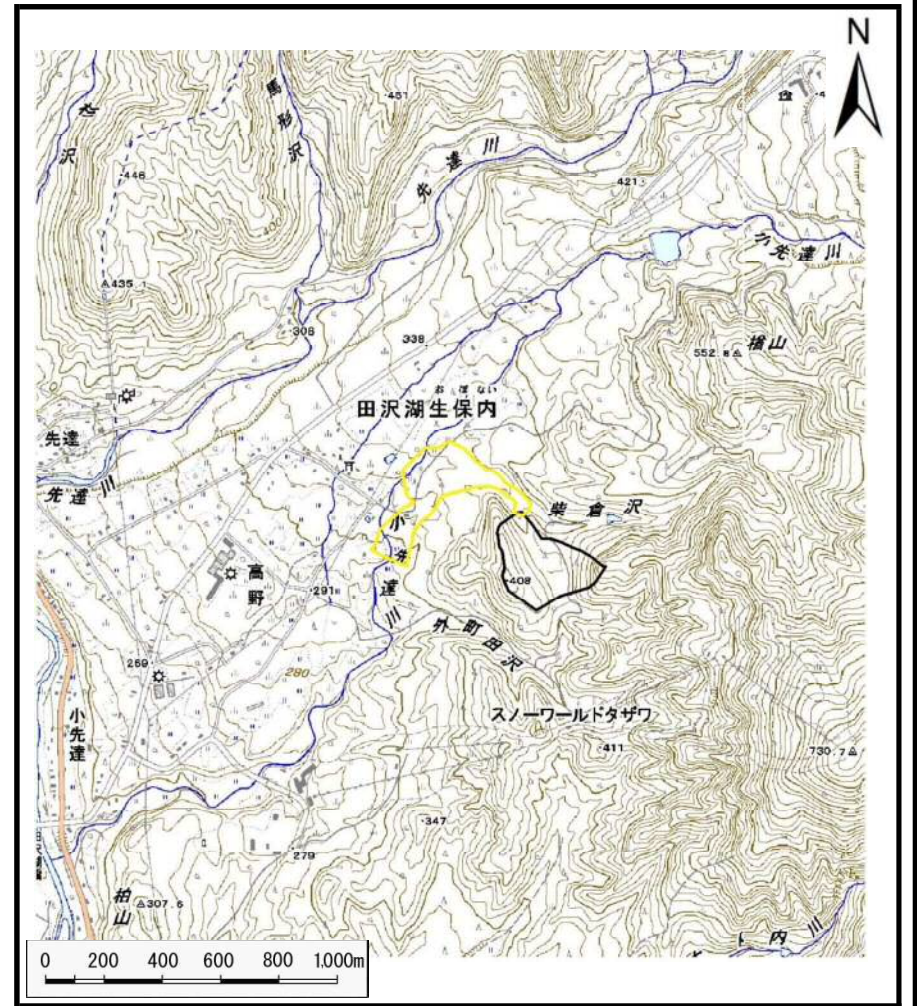 N
沢
馬形沢
・451
・446
先達川
421・
小先達川
435.1
・308
338・
552.8
楢山
おぼない
田沢湖生保内
先達
先達川
柴倉沢
小先達川
・408
高野
・291
外町田沢
269
280
スノーワールドタザワ
小先達
・411
730.7
・347
・279
柏山
307.6
内川
0 200 400 600 800 1,000m